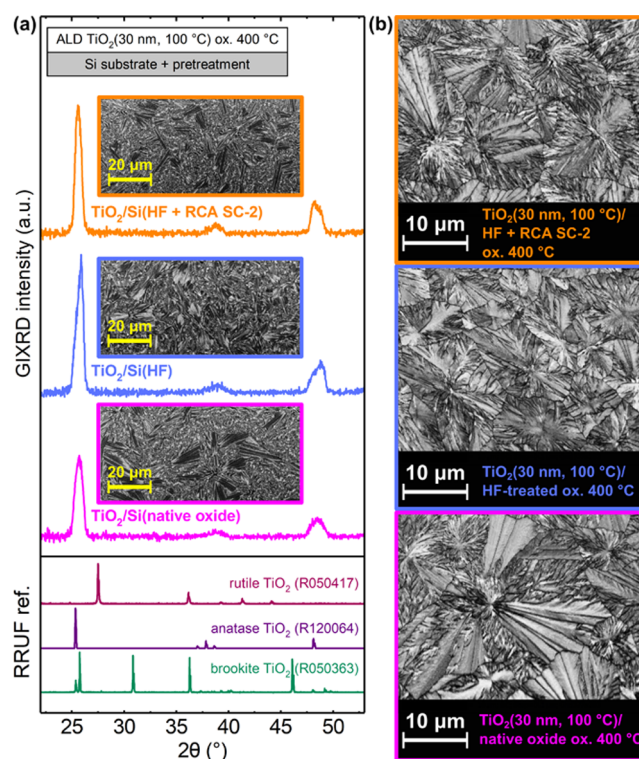 (a)
ALD TiO₂(30 nm, 100 °C) ox. 400 °C
Si substrate + pretreatment
GIXRD intensity (a.u.)
20 µm
TiO₂/Si(HF + RCA SC-2)
20 µm
TiO₂/Si(HF)
20 µm
TiO₂/Si(native oxide)
RRUF ref.
rutile TiO₂ (R050417)
anatase TiO₂ (R120064)
brookite TiO₂ (R050363)
25 30 35 40 45 50
2θ (°)
(b)
10 µm
TiO₂(30 nm, 100 °C)/
HF + RCA SC-2
ox. 400 °C
10 µm
TiO₂(30 nm, 100 °C)/
HF-treated ox. 400 °C
10 µm
TiO₂(30 nm, 100 °C)/
native oxide ox. 400 °C